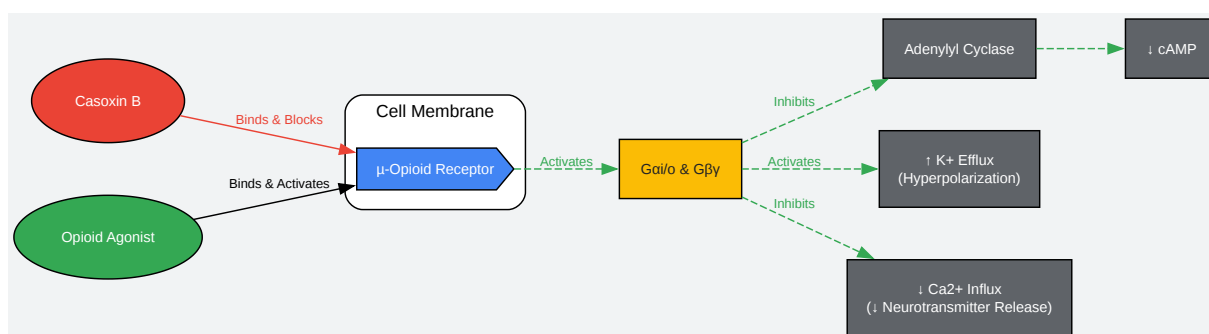 Casoxin B
Opioid Agonist
Binds & Blocks
Binds & Activates
Cell Membrane
µ-Opioid Receptor
Activates
Gαi/o & Gβγ
Inhibits
Activates
Inhibits
Adenylyl Cyclase
↓ cAMP
↑ K+ Efflux
(Hyperpolarization)
↓ Ca2+ Influx
(↓ Neurotransmitter Release)